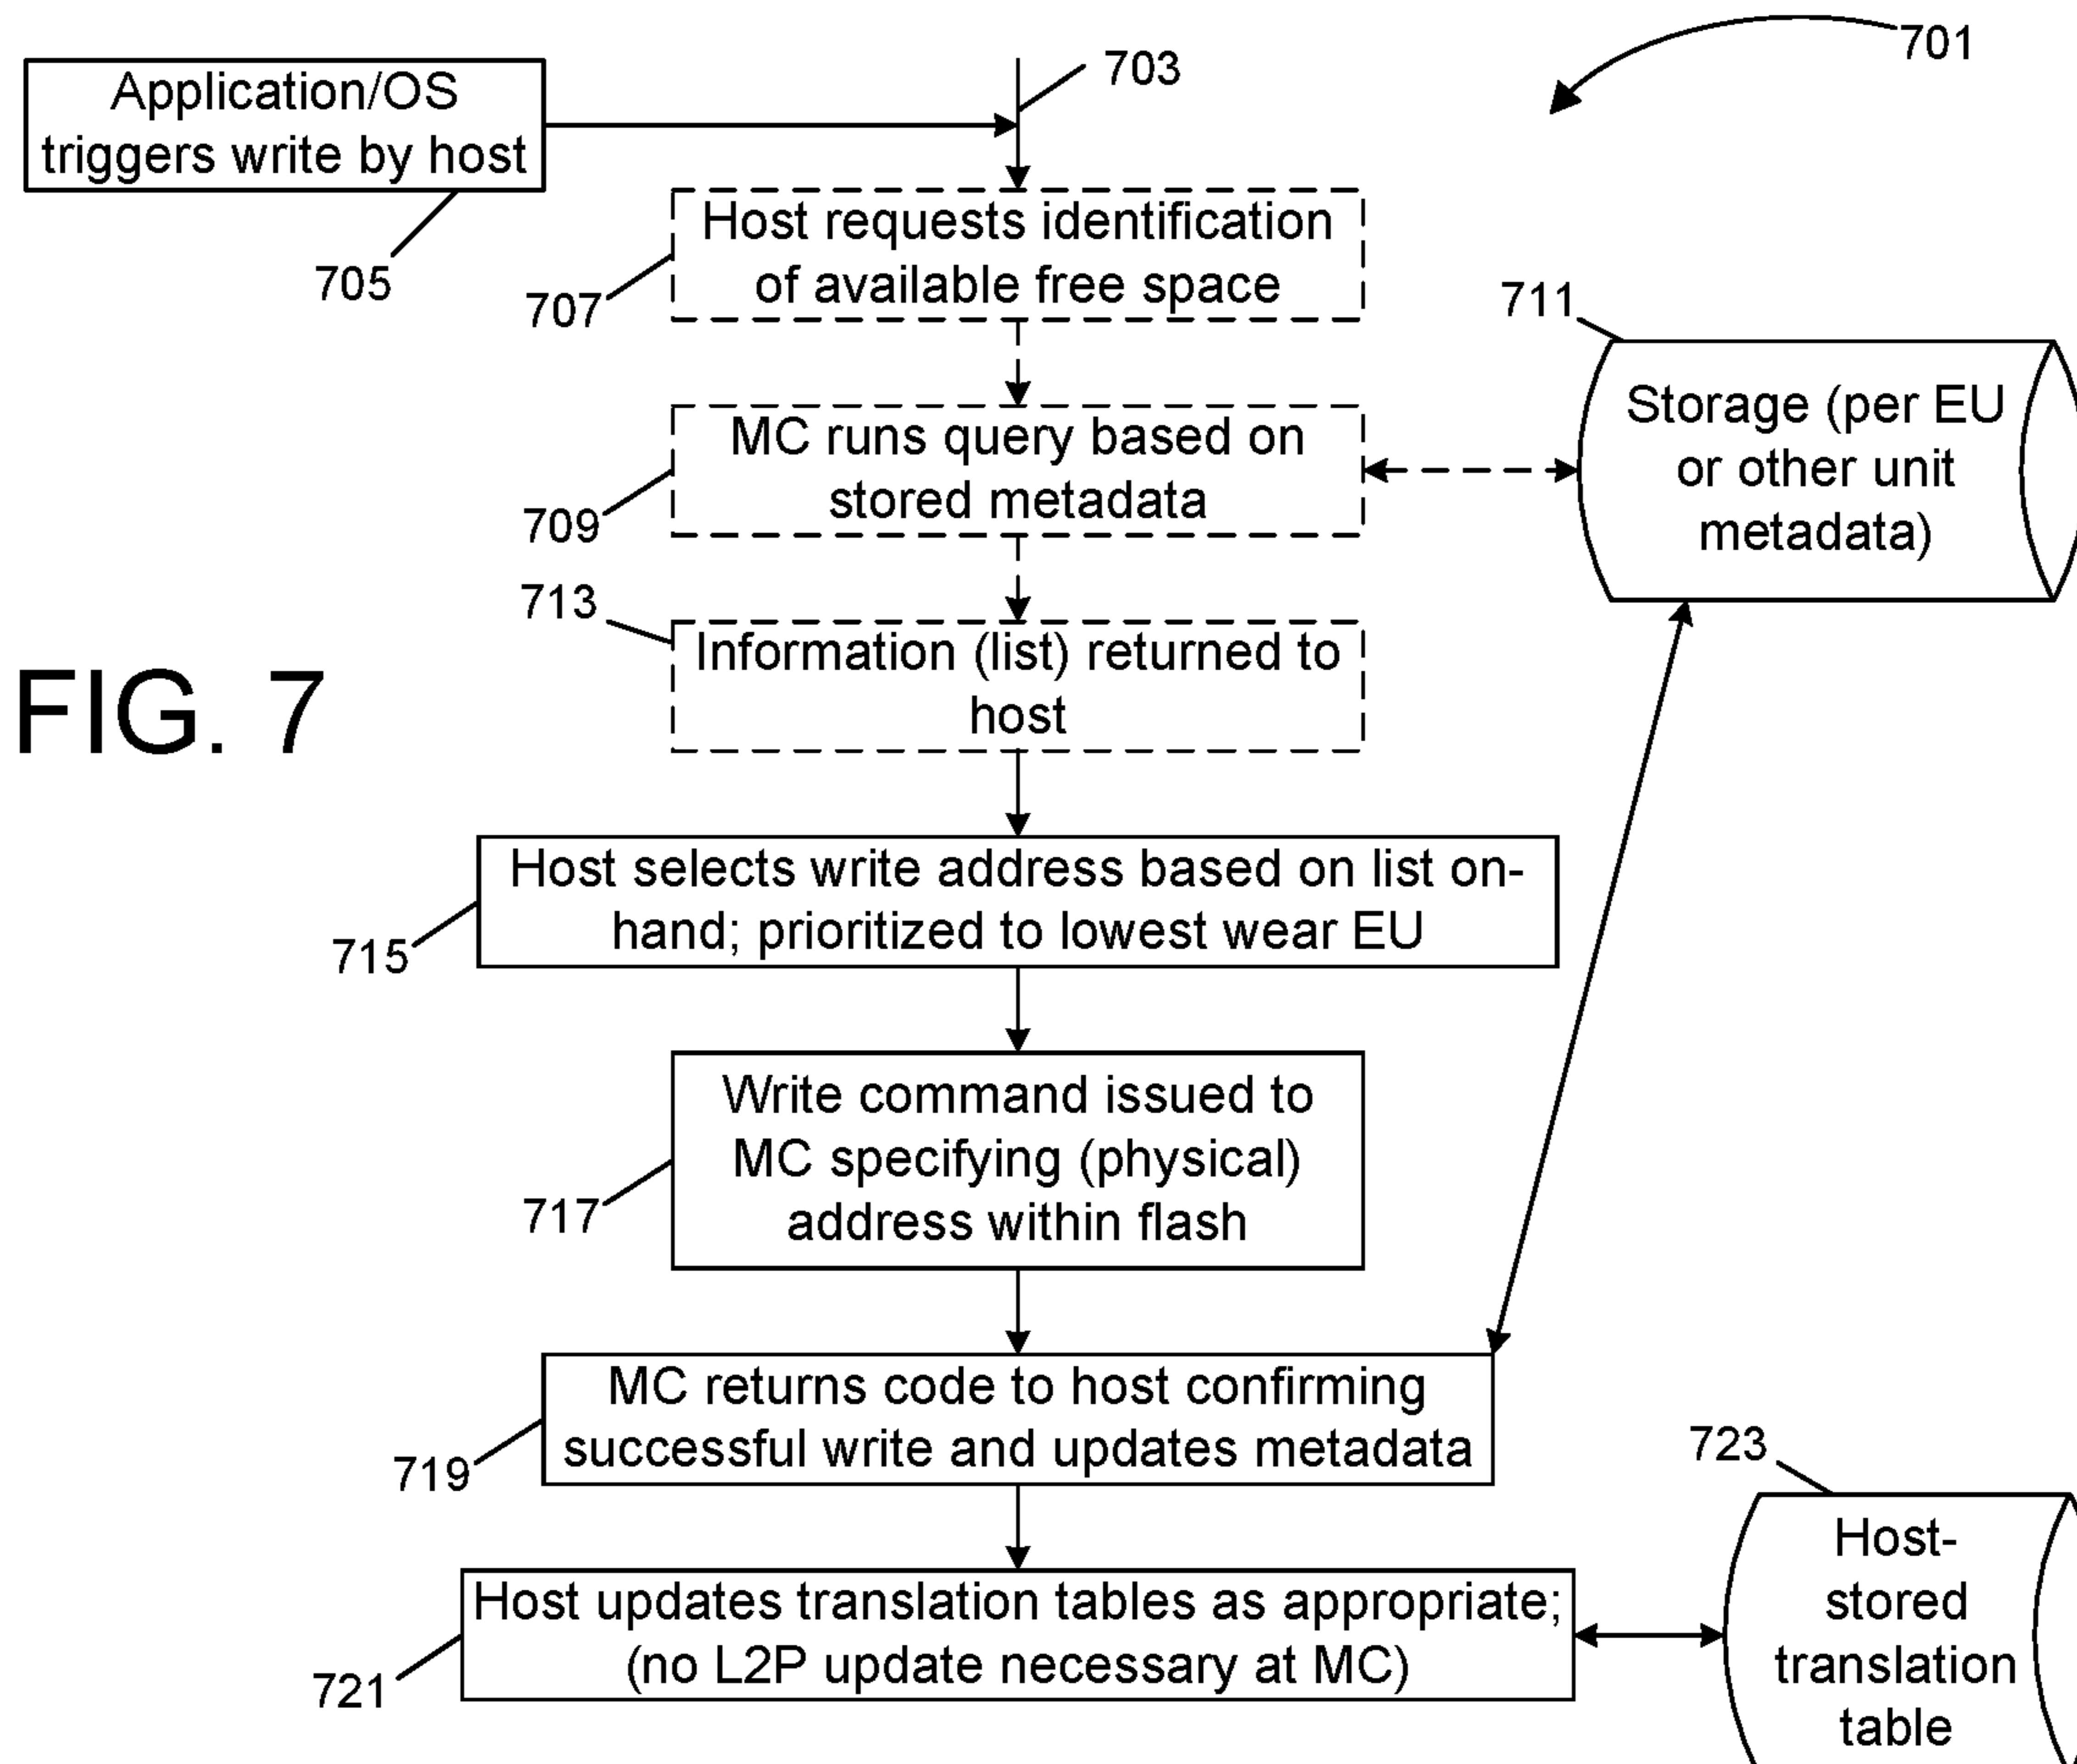 701
703
Application/OS
triggers write by host
705
Host requests identification
of available free space
707
711
Storage (per EU
or other unit
metadata)
MC runs query based on
stored metadata
709
713
Information (list) returned to
host
FIG. 7
Host selects write address based on list on-
hand; prioritized to lowest wear EU
715
Write command issued to
MC specifying (physical)
address within flash
717
MC returns code to host confirming
successful write and updates metadata
719
723
Host-
stored
translation
table
Host updates translation tables as appropriate;
(no L2P update necessary at MC)
721